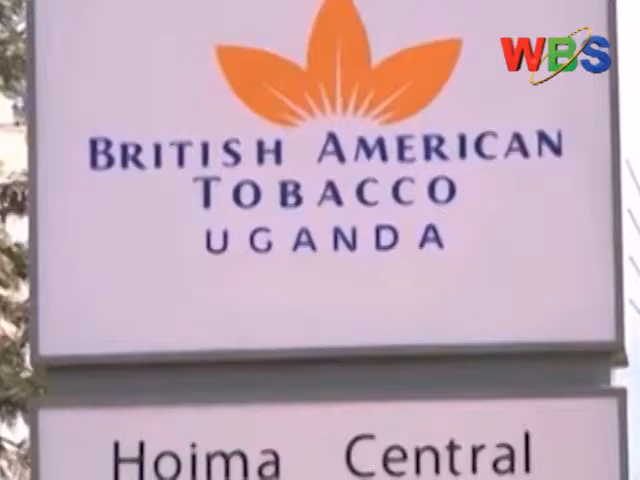 WBS
BRITISH AMERICAN
TOBACCO
UGANDA
Hoima Central